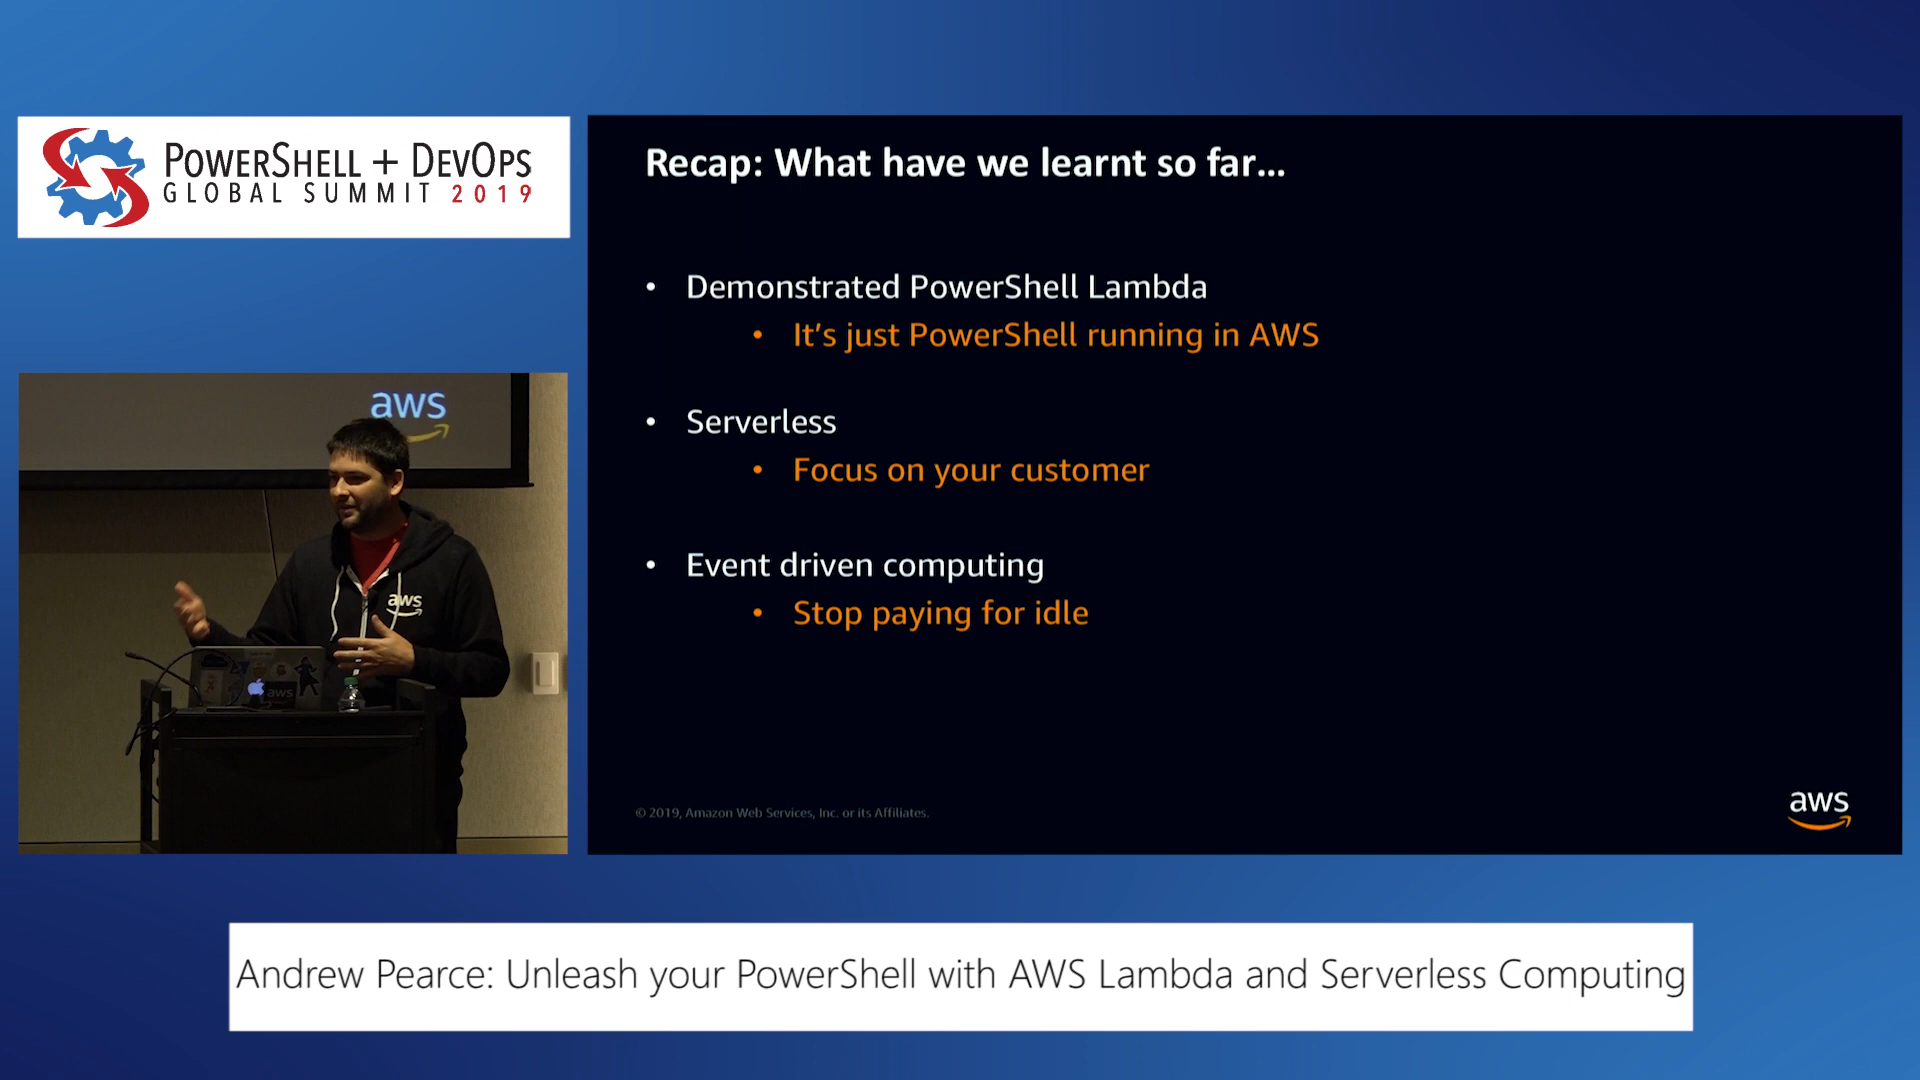 POWERSHELL + DEVOPS
GLOBAL SUMMIT 2019
Recap: What have we learnt so far...
• Demonstrated PowerShell Lambda
• It's just PowerShell running in AWS
• Serverless
• Focus on your customer
• Event driven computing
• Stop paying for idle
© 2019, Amazon Web Services, Inc. or its Affiliates.
aws
aws
aws
aws
Andrew Pearce: Unleash your PowerShell with AWS Lambda and Serverless Computing